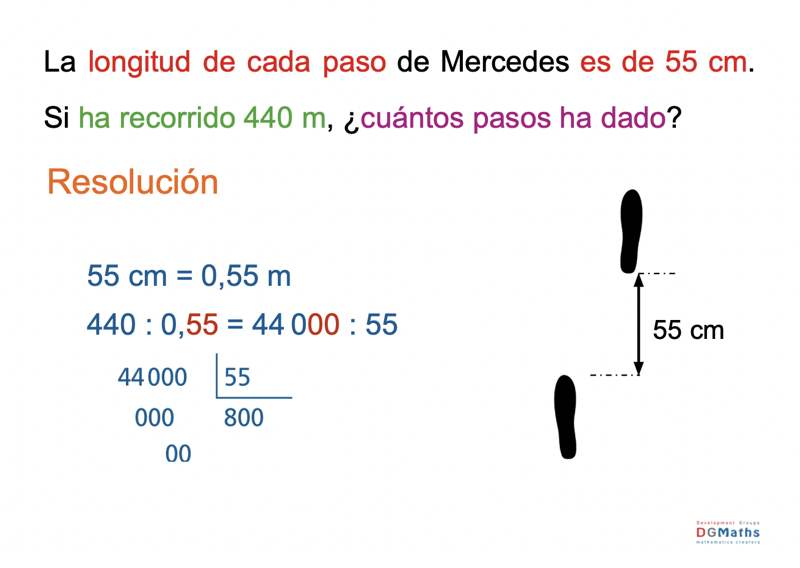 La longitud de cada paso de Mercedes es de 55 cm.
Si ha recorrido 440 m, ¿cuántos pasos ha dado?
Resolución
55 cm = 0,55 m
440 : 0,55 = 44 000 : 55
44 000 55
000 800
00
55 cm
Development Groups
DGMaths
mathematics creators